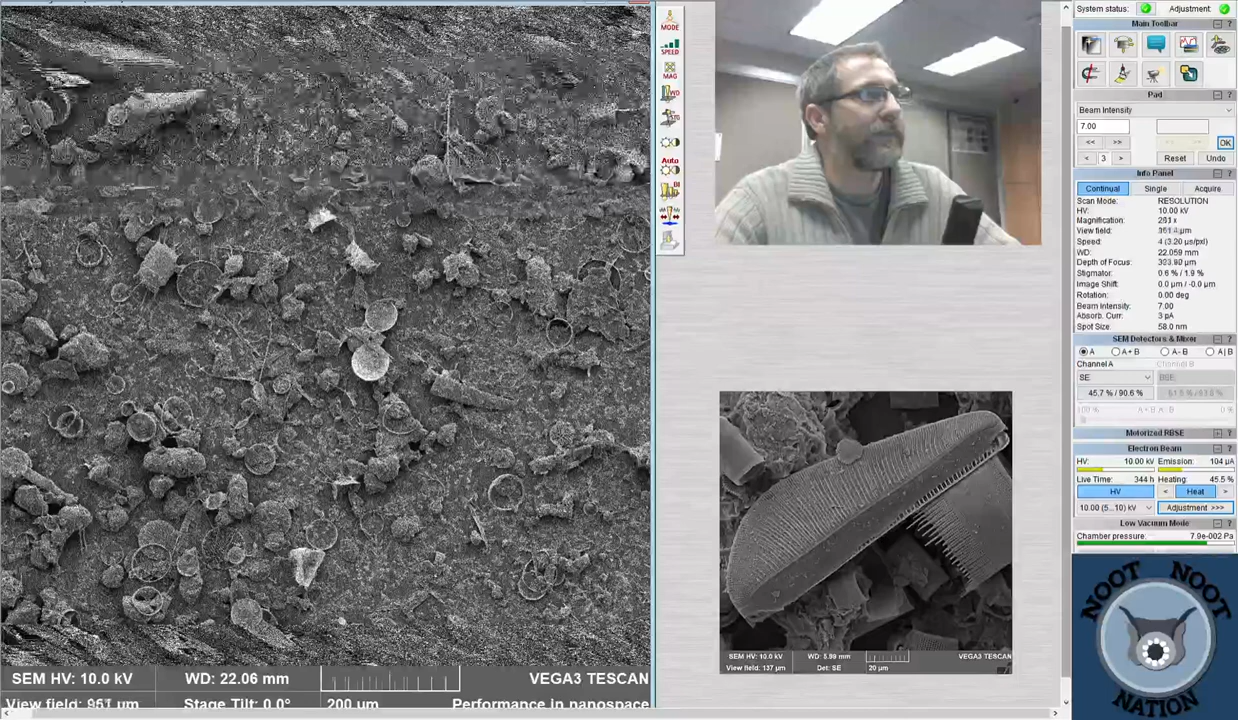 System status:
Adjustment:
Main Toolbar
Pad
Beam Intensity
7.00
OK
<< >>
< 3 >
Reset
Undo
Info Panel
Continual Single Acquire
Scan Mode: RESOLUTION
HV: 10.00 kV
Magnification:
View field:
Speed: 4 (3.20 µs/pxl)
WD: 22.059 mm
Depth of Focus:
Stigmator: 0.6 % / 1.9 %
Image Shift: 0.0 µm / -0.0 µm
Rotation: 0.00 deg
Beam Intensity: 7.00
Absorb. Curr: 3 pA
Spot Size: 58.0 nm
SEM Detectors & Mixer
A A+B A-B A|B
Channel A Channel B
SE BSE
45.7 % / 90.6 %
Motorized RBSE
Electron Beam
HV: 10.00 kV Emission: 104 µA
Live Time: 344 h Heating: 45.5 %
HV < Heat >
10.00 (5...10) kV Adjustment >>>
Low Vacuum Mode
Chamber pressure: 7.9e-002 Pa
MODE
SPEED
MAG
WD
Auto
SEM HV: 10.0 kV WD: 22.06 mm VEGA3 TESCAN
View field: µm Stage Tilt: 0.0° 200 µm Performance in nanospace
SEM HV: 10.0 kV WD: 5.99 mm VEGA3 TESCAN
View field: 137 µm Det: SE 20 µm
NOOT NOOT
NATION